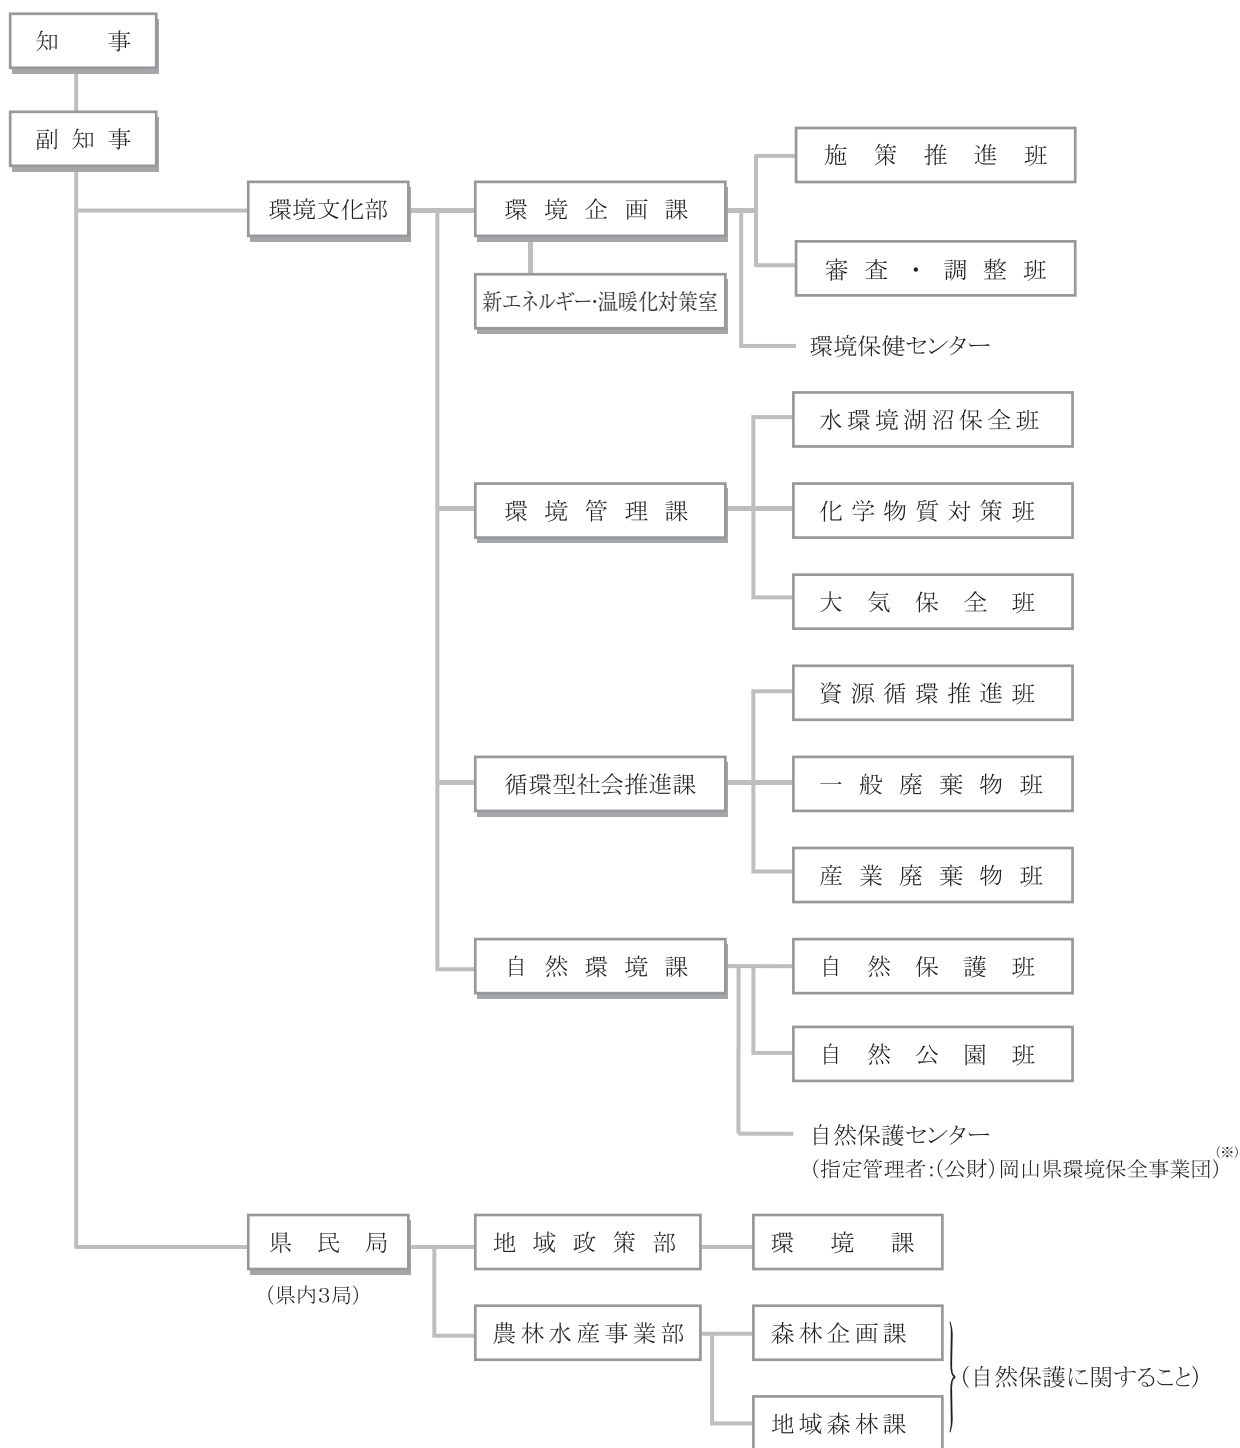 知事
副知事
環境文化部
環境企画課
新エネルギー・温暖化対策室
施策推進班
審査・調整班
環境保健センター
環境管理課
水環境湖沼保全班
化学物質対策班
大気保全班
循環型社会推進課
資源循環推進班
一般廃棄物班
産業廃棄物班
自然環境課
自然保護班
自然公園班
自然保護センター
(指定管理者:(公財)岡山県環境保全事業団)(※)
県民局
(県内3局)
地域政策部
環境課
農林水産事業部
森林企画課
地域森林課
(自然保護に関すること)